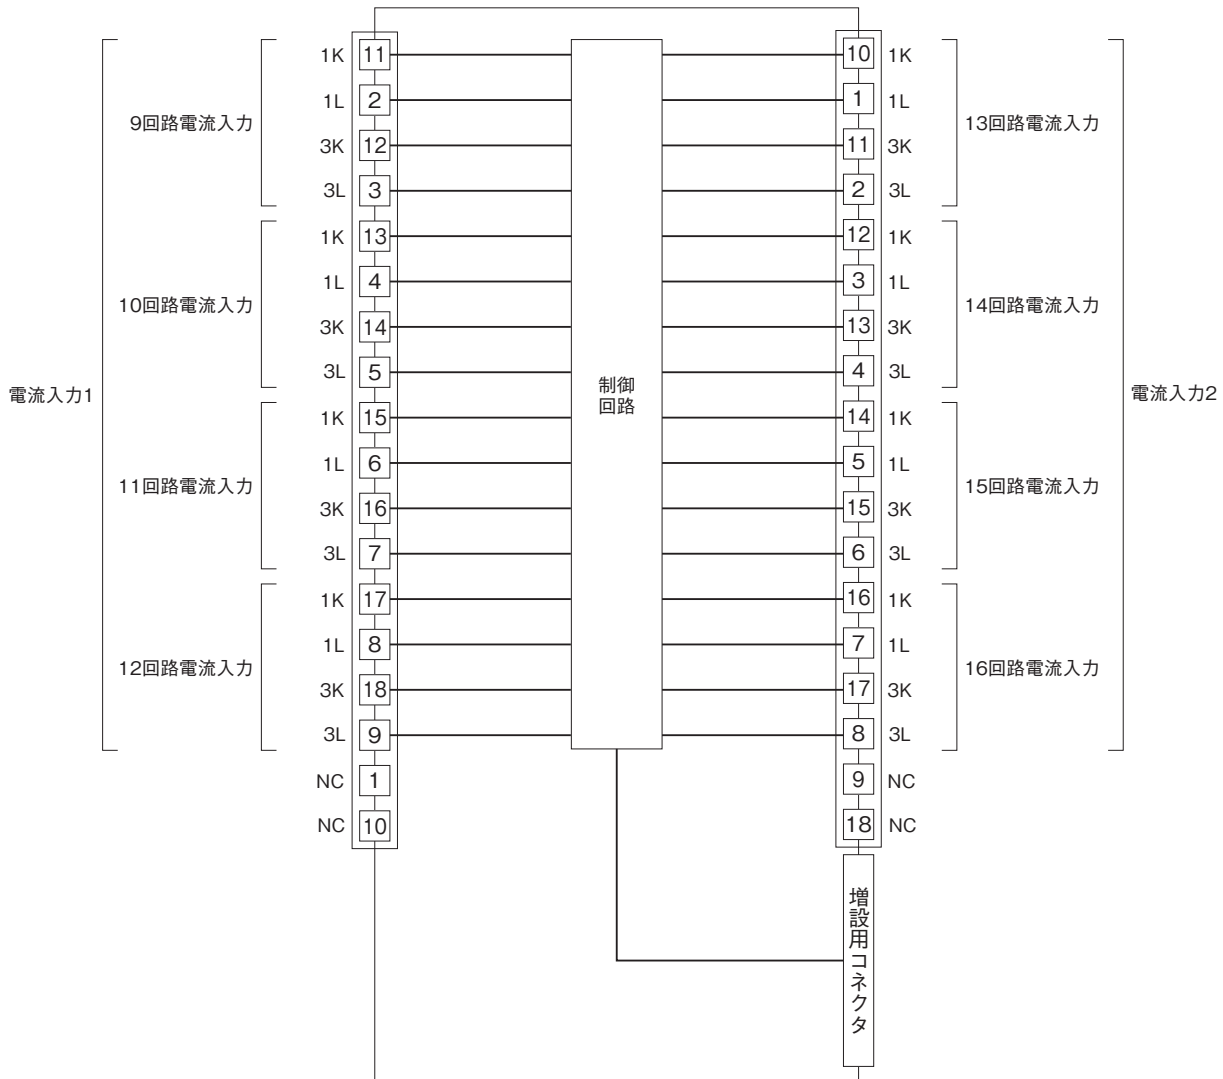 1K 11 10 1K
1L 2 1 1L
9回路電流入力 13回路電流入力
3K 12 11 3K
3L 3 2 3L
1K 13 12 1K
1L 4 3 1L
10回路電流入力 14回路電流入力
3K 14 13 3K
3L 5 4 3L
電流入力1 制御 電流入力2
回路
1K 15 14 1K
1L 6 5 1L
11回路電流入力 15回路電流入力
3K 16 15 3K
3L 7 6 3L
1K 17 16 1K
1L 8 7 1L
12回路電流入力 16回路電流入力
3K 18 17 3K
3L 9 8 3L
NC 1 9 NC
NC 10 18 NC
増設用コネクタ